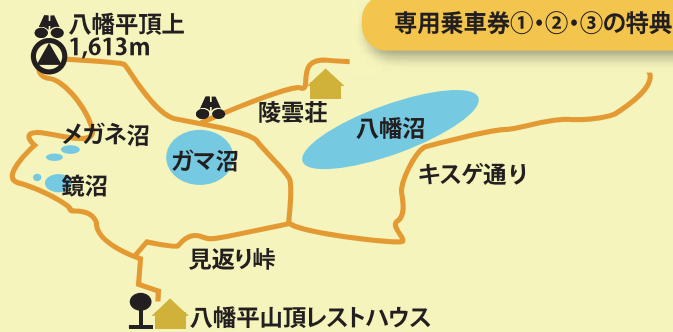 専用乗車券①・②・③の特典
八幡平頂上
1,613m
陵雲荘
八幡沼
メガネ沼
ガマ沼
キスゲ通り
鏡沼
見返り峠
八幡平山頂レストハウス